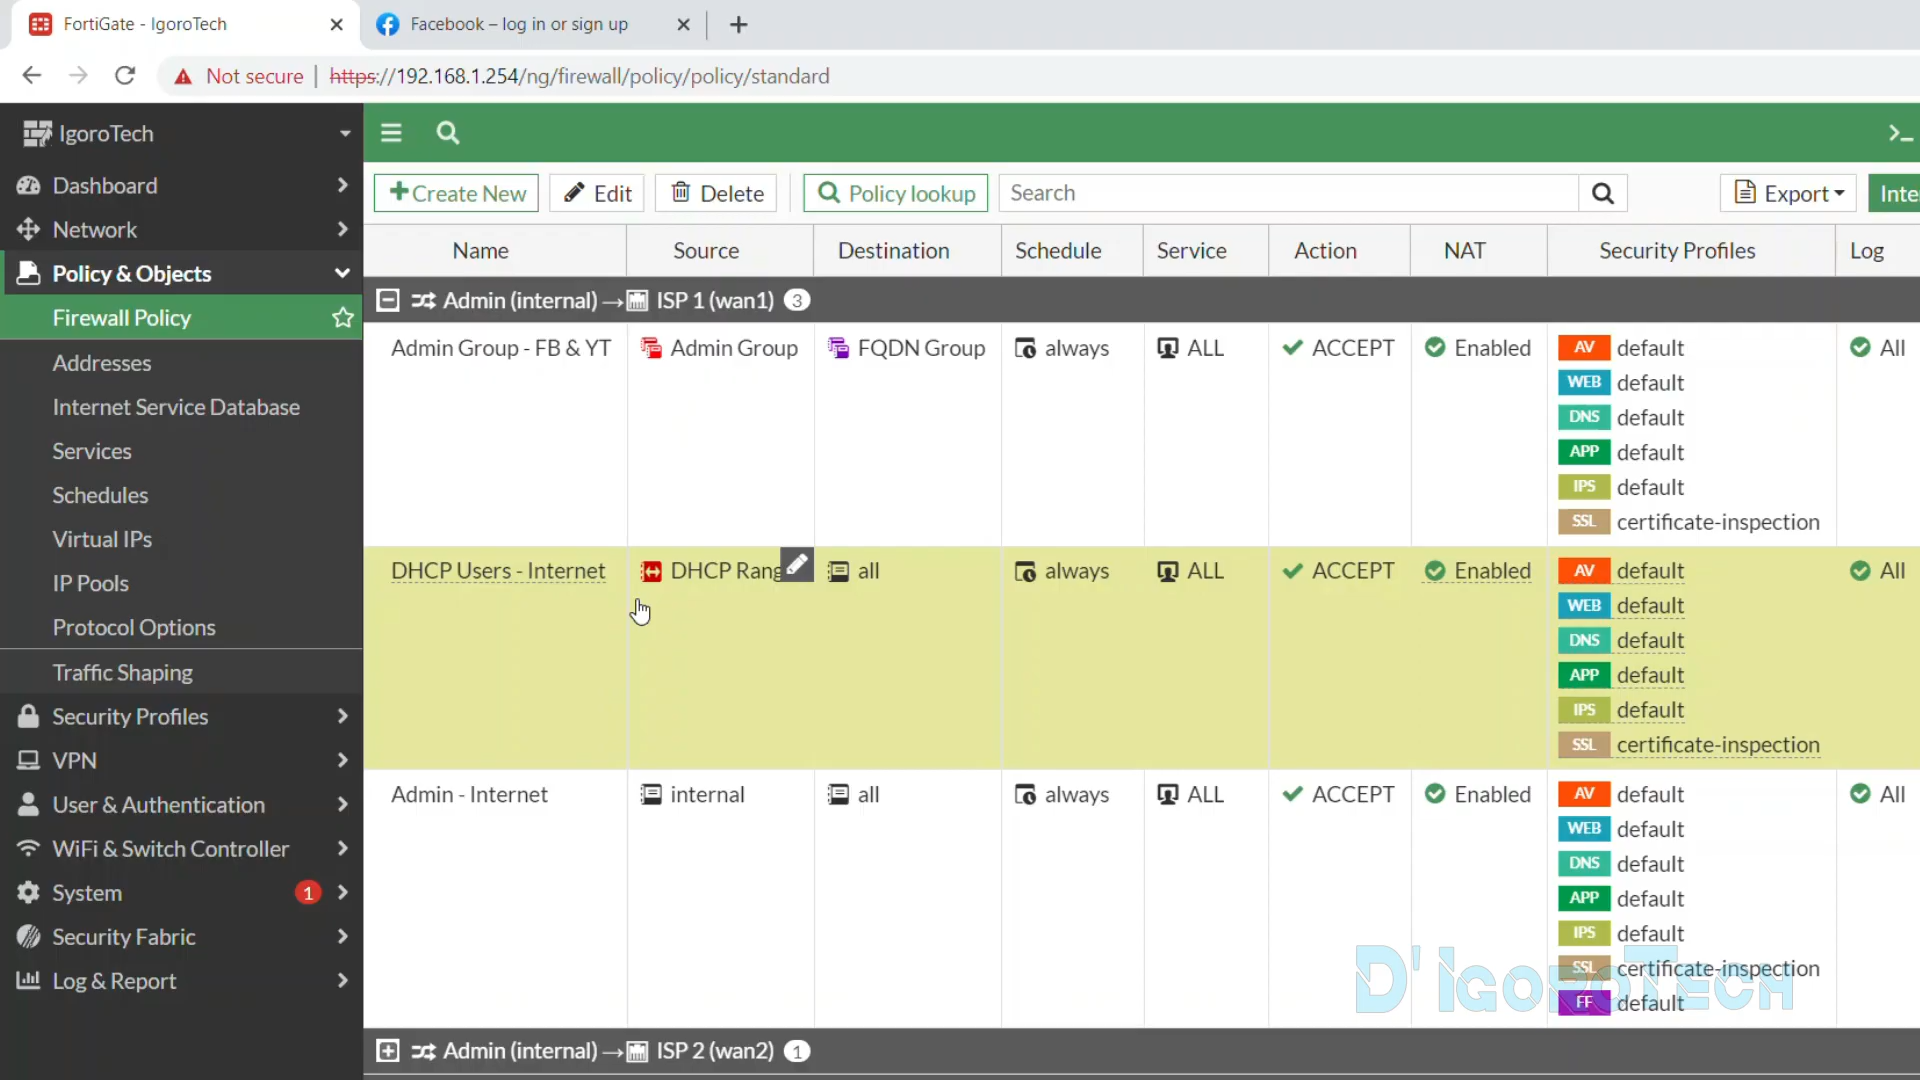 FortiGate - IgoroTech
Facebook – log in or sign up
Not secure | https://192.168.1.254/ng/firewall/policy/policy/standard
IgoroTech
Dashboard
Network
Policy & Objects
Firewall Policy
Addresses
Internet Service Database
Services
Schedules
Virtual IPs
IP Pools
Protocol Options
Traffic Shaping
Security Profiles
VPN
User & Authentication
WiFi & Switch Controller
System 1
Security Fabric
Log & Report
Create New Edit Delete Policy lookup Search Export
Name Source Destination Schedule Service Action NAT Security Profiles Log
Admin (internal) → ISP 1 (wan1) 3
Admin Group - FB & YT Admin Group FQDN Group always ALL ACCEPT Enabled AV default All
WEB default
DNS default
APP default
IPS default
SSL certificate-inspection
DHCP Users - Internet DHCP Rang all always ALL ACCEPT Enabled AV default All
WEB default
DNS default
APP default
IPS default
SSL certificate-inspection
Admin - Internet internal all always ALL ACCEPT Enabled AV default All
WEB default
DNS default
APP default
IPS default
SSL certificate-inspection
FF default
D' IGOROTECH
Admin (internal) → ISP 2 (wan2) 1